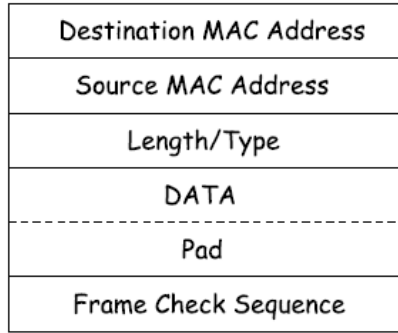 Destination MAC Address
Source MAC Address
Length/Type
DATA
Pad
Frame Check Sequence